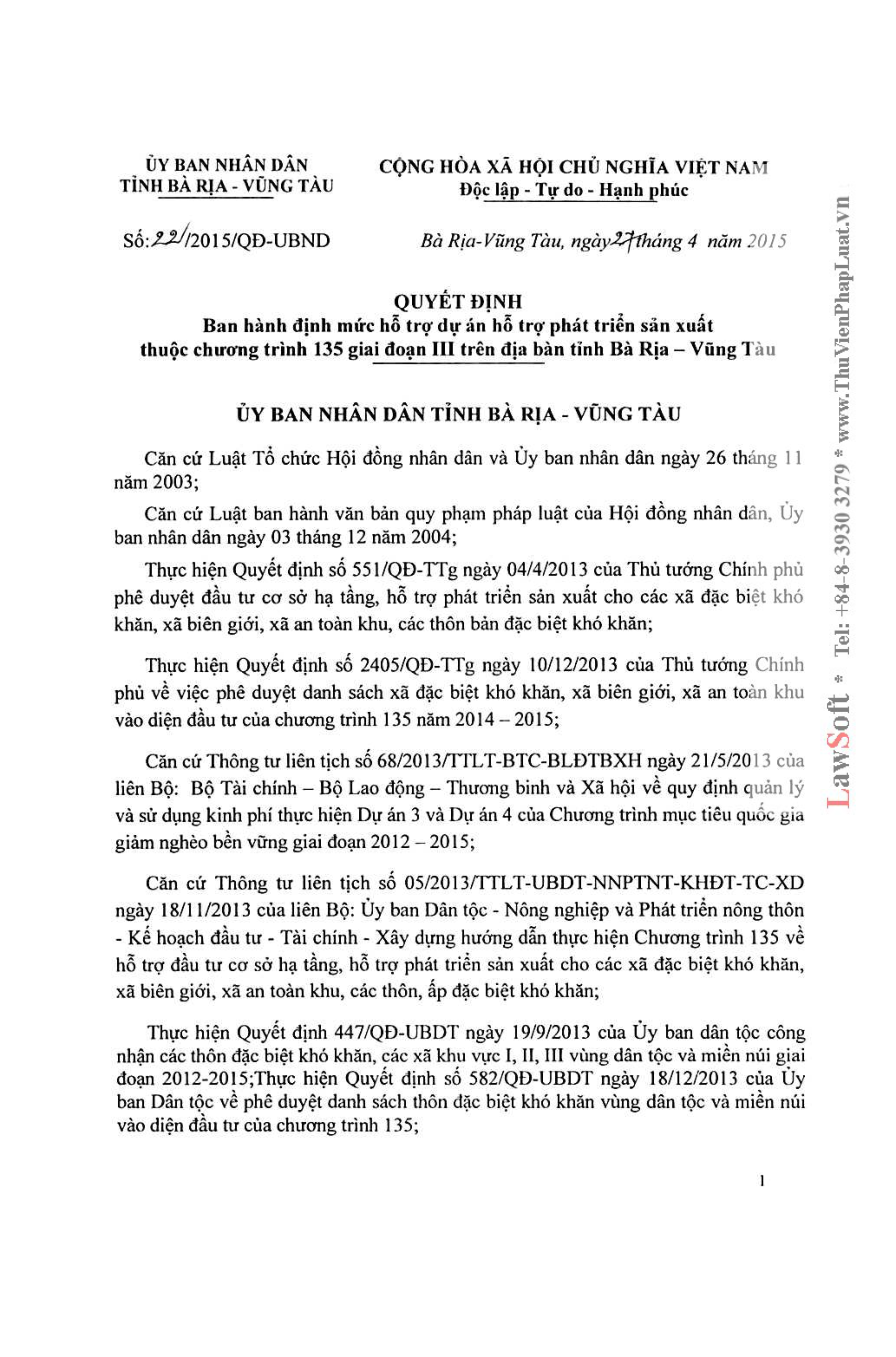 ỦY BAN NHÂN DÂN
TỈNH BÀ RỊA - VŨNG TÀU
CỘNG HÒA XÃ HỘI CHỦ NGHĨA VIỆT NAM
Độc lập - Tự do - Hạnh phúc
Số:22/2015/QĐ-UBND
Bà Rịa-Vũng Tàu, ngày27tháng 4 năm 2015
QUYẾT ĐỊNH
Ban hành định mức hỗ trợ dự án hỗ trợ phát triển sản xuất
thuộc chương trình 135 giai đoạn III trên địa bàn tỉnh Bà Rịa – Vũng Tàu
ỦY BAN NHÂN DÂN TỈNH BÀ RỊA - VŨNG TÀU
Căn cứ Luật Tổ chức Hội đồng nhân dân và Ủy ban nhân dân ngày 26 tháng 11
năm 2003;
Căn cứ Luật ban hành văn bản quy phạm pháp luật của Hội đồng nhân dân, Ủy
ban nhân dân ngày 03 tháng 12 năm 2004;
Thực hiện Quyết định số 551/QĐ-TTg ngày 04/4/2013 của Thủ tướng Chính phủ
phê duyệt đầu tư cơ sở hạ tầng, hỗ trợ phát triển sản xuất cho các xã đặc biệt khó
khăn, xã biên giới, xã an toàn khu, các thôn bản đặc biệt khó khăn;
Thực hiện Quyết định số 2405/QĐ-TTg ngày 10/12/2013 của Thủ tướng Chính
phủ về việc phê duyệt danh sách xã đặc biệt khó khăn, xã biên giới, xã an toàn khu
vào diện đầu tư của chương trình 135 năm 2014 – 2015;
Căn cứ Thông tư liên tịch số 68/2013/TTLT-BTC-BLĐTBXH ngày 21/5/2013 của
liên Bộ: Bộ Tài chính – Bộ Lao động – Thương binh và Xã hội về quy định quản lý
và sử dụng kinh phí thực hiện Dự án 3 và Dự án 4 của Chương trình mục tiêu quốc gia
giảm nghèo bền vững giai đoạn 2012 – 2015;
Căn cứ Thông tư liên tịch số 05/2013/TTLT-UBDT-NNPTNT-KHĐT-TC-XD
ngày 18/11/2013 của liên Bộ: Ủy ban Dân tộc - Nông nghiệp và Phát triển nông thôn
- Kế hoạch đầu tư - Tài chính - Xây dựng hướng dẫn thực hiện Chương trình 135 về
hỗ trợ đầu tư cơ sở hạ tầng, hỗ trợ phát triển sản xuất cho các xã đặc biệt khó khăn,
xã biên giới, xã an toàn khu, các thôn, ấp đặc biệt khó khăn;
Thực hiện Quyết định 447/QĐ-UBDT ngày 19/9/2013 của Ủy ban dân tộc công
nhận các thôn đặc biệt khó khăn, các xã khu vực I, II, III vùng dân tộc và miền núi giai
đoạn 2012-2015;Thực hiện Quyết định số 582/QĐ-UBDT ngày 18/12/2013 của Ủy
ban Dân tộc về phê duyệt danh sách thôn đặc biệt khó khăn vùng dân tộc và miền núi
vào diện đầu tư của chương trình 135;
1
LawSoft * Tel: +84-8-3930 3279 * www.ThuVienPhapLuat.vn